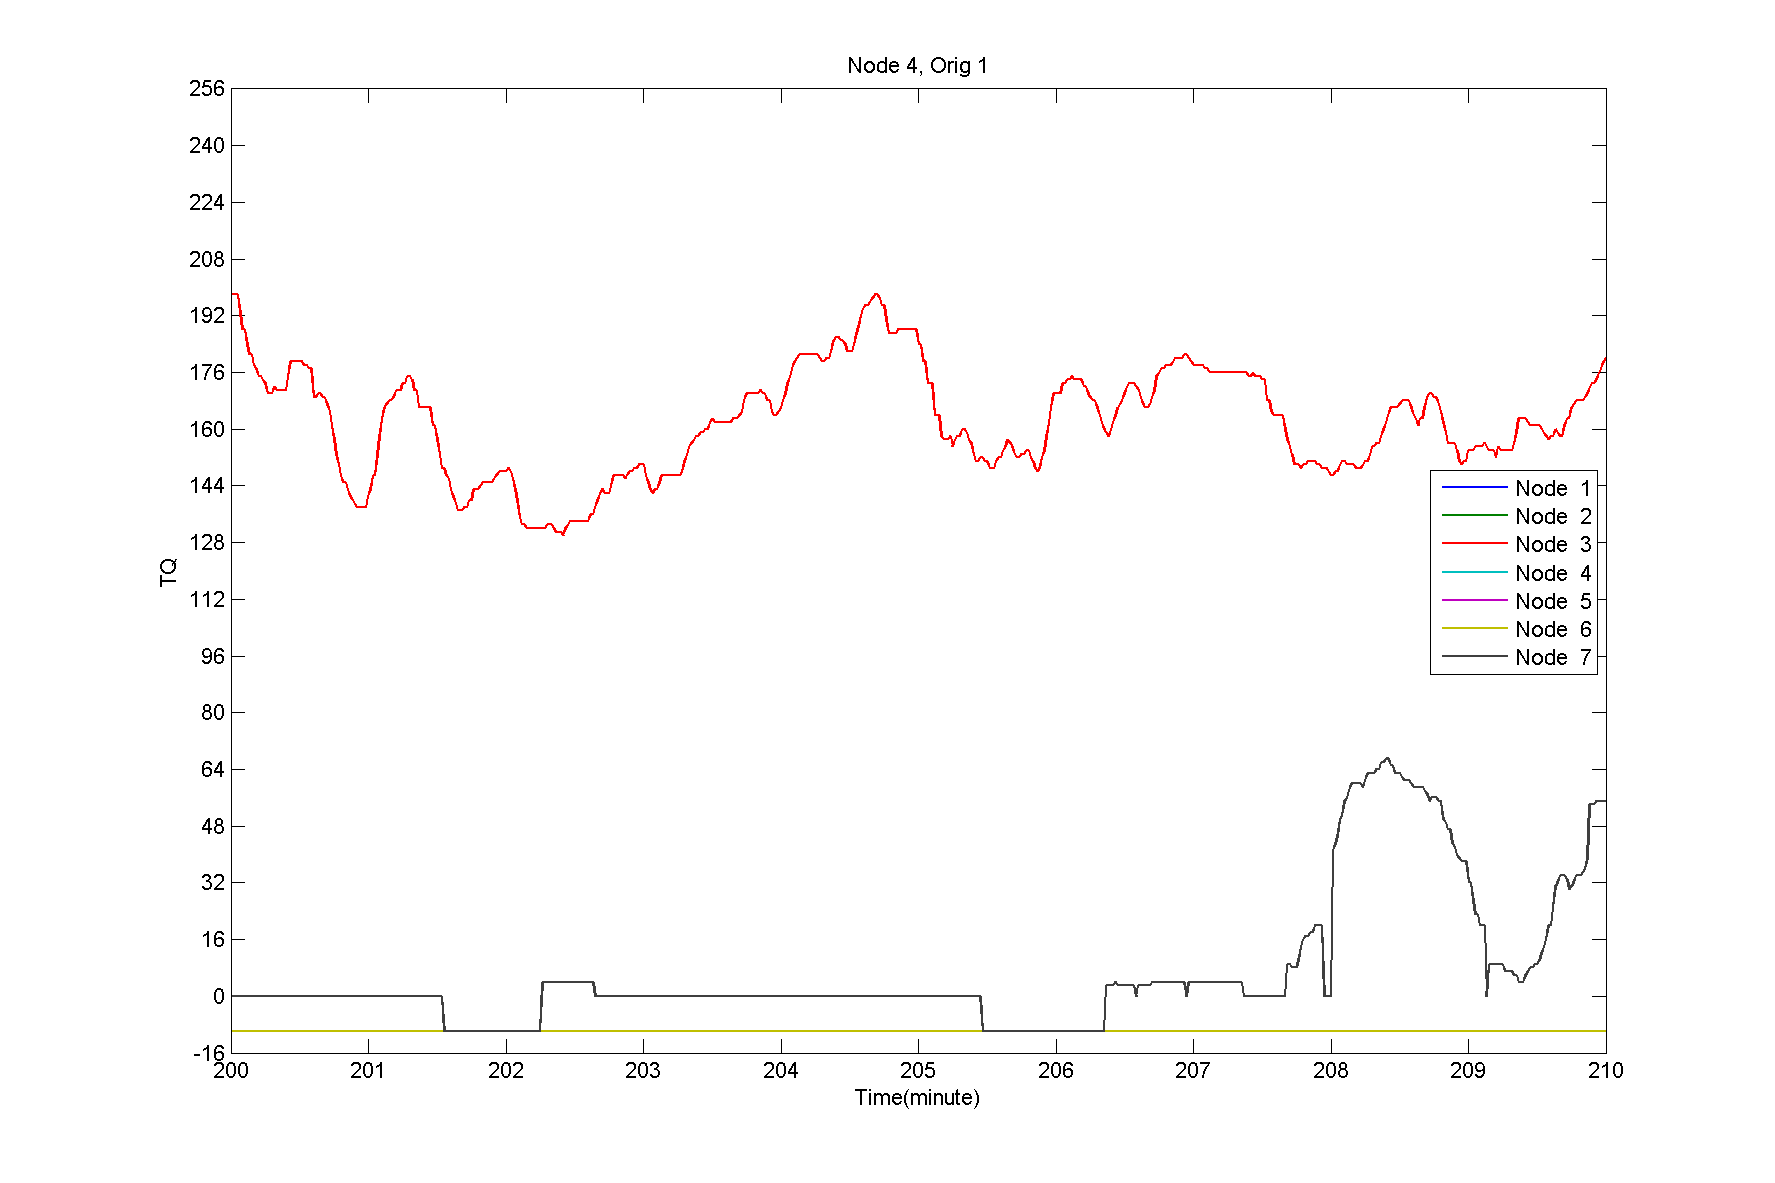 Node 4, Orig 1
256
240
224
208
192
176
160
144
128
112
96
80
64
48
32
16
0
-16
TQ
Node 1
Node 2
Node 3
Node 4
Node 5
Node 6
Node 7
200 201 202 203 204 205 206 207 208 209 210
Time(minute)